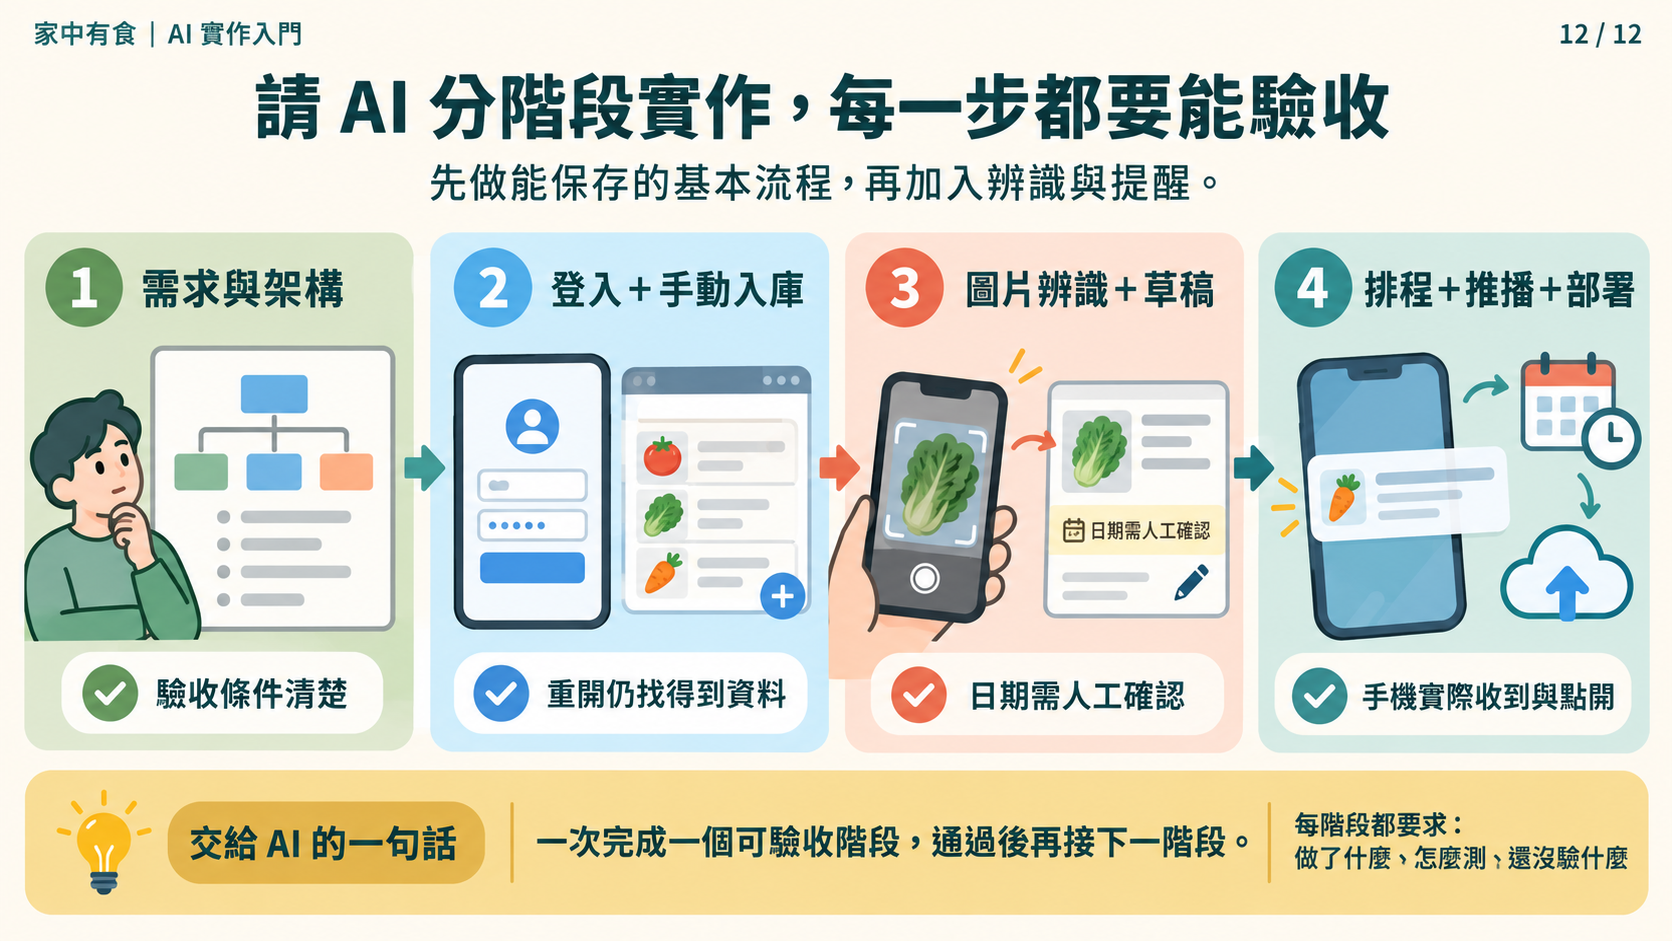 家中有食｜AI 實作入門
12 / 12
請 AI 分階段實作，每一步都要能驗收
先做能保存的基本流程，再加入辨識與提醒。
1 需求與架構
驗收條件清楚
2 登入＋手動入庫
重開仍找得到資料
3 圖片辨識＋草稿
日期需人工確認
日期需人工確認
4 排程＋推播＋部署
手機實際收到與點開
交給 AI 的一句話
一次完成一個可驗收階段，通過後再接下一階段。
每階段都要求：
做了什麼、怎麼測、還沒驗什麼